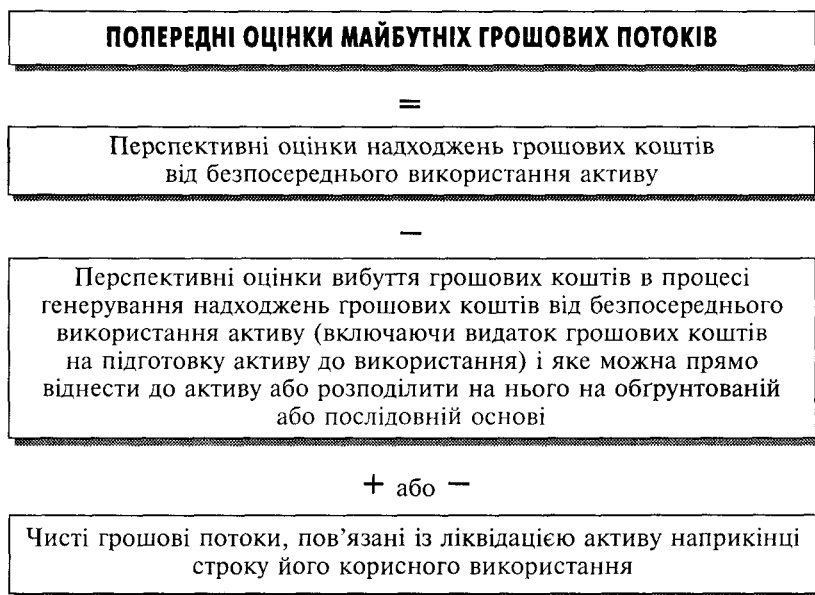 ПОПЕРЕДНІ ОЦІНКИ МАЙБУТНІХ ГРОШОВИХ ПОТОКІВ
=
Перспективні оцінки надходжень грошових коштів
від безпосереднього використання активу
−
Перспективні оцінки вибуття грошових коштів в процесі
генерування надходжень грошових коштів від безпосереднього
використання активу (включаючи видаток грошових коштів
на підготовку активу до використання) і яке можна прямо
віднести до активу або розподілити на нього на обґрунтованій
або послідовній основі
+ або −
Чисті грошові потоки, пов’язані із ліквідацією активу наприкінці
строку його корисного використання